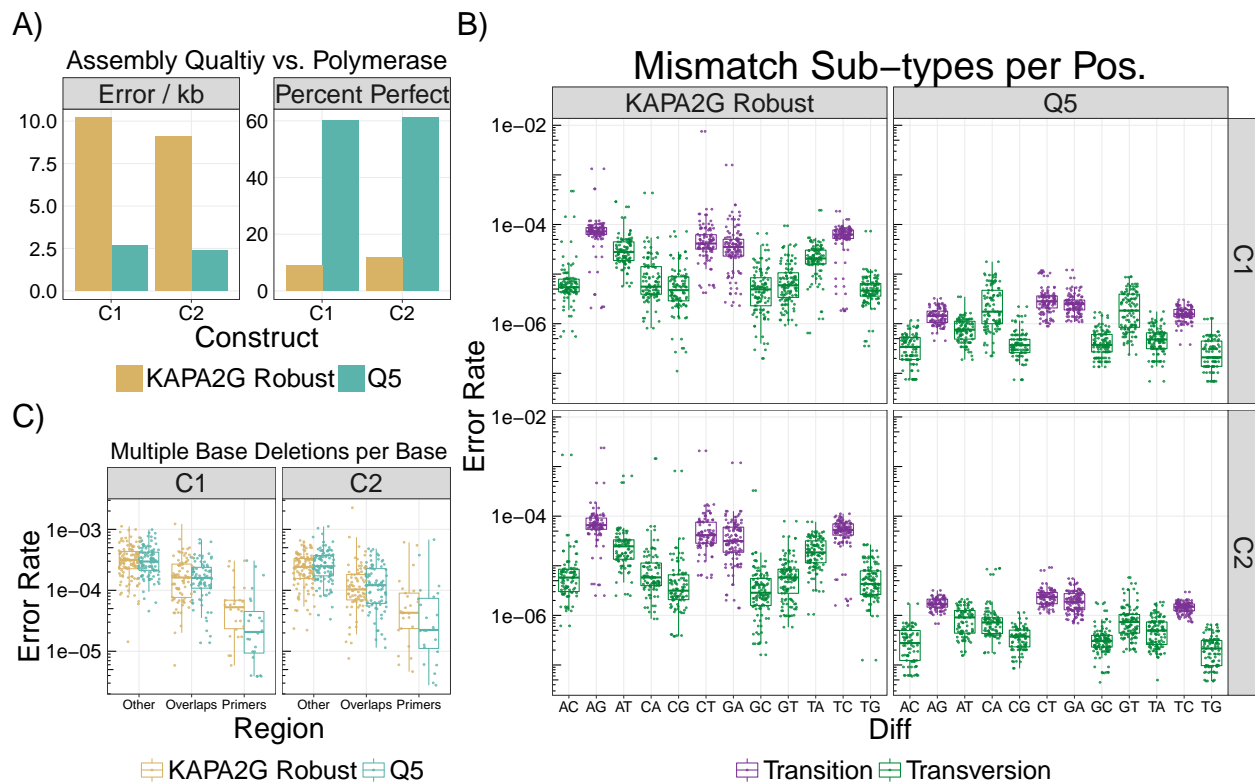 A)
Assembly Qualtiy vs. Polymerase
Error / kb
Percent Perfect
10.0
7.5
5.0
2.5
0.0
60
40
20
0
C1
C2
C1
C2
Construct
KAPA2G Robust
Q5
B)
Mismatch Sub−types per Pos.
KAPA2G Robust
Q5
C1
C2
Error Rate
1e−02
1e−04
1e−06
1e−02
1e−04
1e−06
AC AG AT CA CG CT GA GC GT TA TC TG
AC AG AT CA CG CT GA GC GT TA TC TG
Diff
Transition
Transversion
C)
Multiple Base Deletions per Base
C1
C2
Error Rate
1e−03
1e−04
1e−05
Other Overlaps Primers
Other Overlaps Primers
Region
KAPA2G Robust
Q5